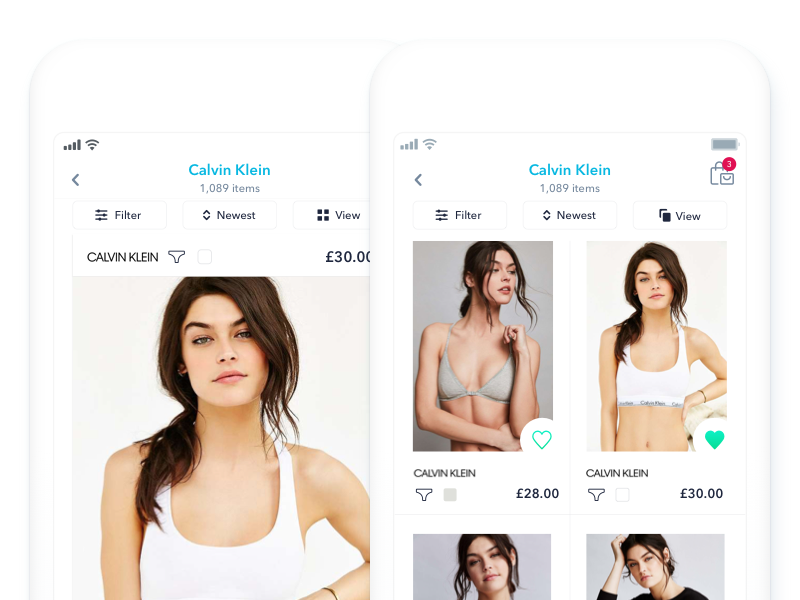 Calvin Klein
1,089 items
Filter
Newest
View
CALVIN KLEIN
£30.00
Calvin Klein
1,089 items
3
Filter
Newest
View
Calvin Klein
CALVIN KLEIN
£28.00
CALVIN KLEIN
£30.00